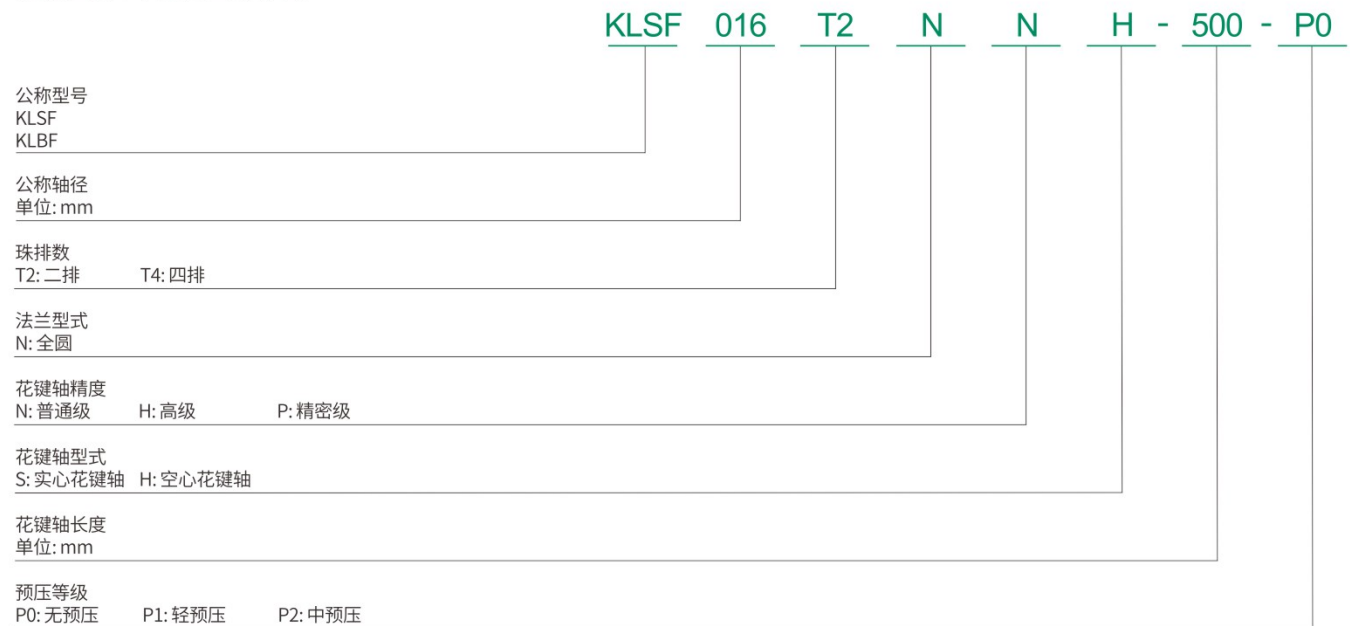 KLSF 016 T2 N N H - 500 - P0
公称型号
KLSF
KLBF
公称轴径
单位: mm
珠排数
T2: 二排 T4: 四排
法兰型式
N: 全圆
花键轴精度
N: 普通级 H: 高级 P: 精密级
花键轴型式
S: 实心花键轴 H: 空心花键轴
花键轴长度
单位: mm
预压等级
P0: 无预压 P1: 轻预压 P2: 中预压